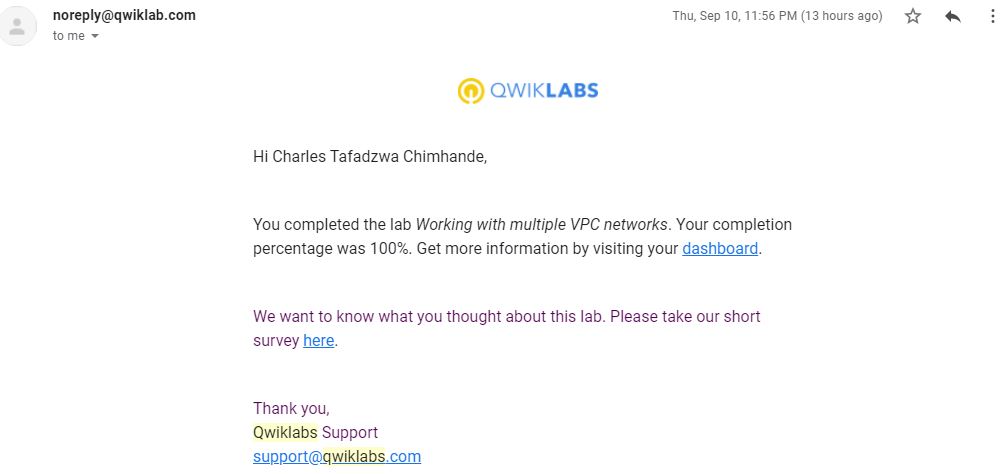 noreply@qwiklab.com
Thu, Sep 10, 11:56 PM (13 hours ago)
to me
QWIKLABS
Hi Charles Tafadzwa Chimhande,
You completed the lab Working with multiple VPC networks. Your completion
percentage was 100%. Get more information by visiting your dashboard.
We want to know what you thought about this lab. Please take our short
survey here.
Thank you,
Qwiklabs Support
support@qwiklabs.com